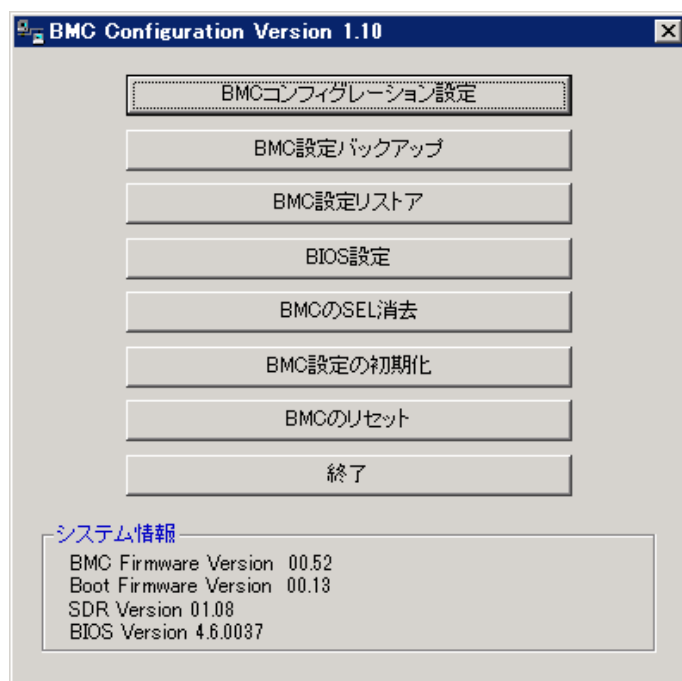 BMC Configuration Version 1.10
BMCコンフィグレーション設定
BMC設定バックアップ
BMC設定リストア
BIOS設定
BMCのSEL消去
BMC設定の初期化
BMCのリセット
終了
システム情報
BMC Firmware Version 00.52
Boot Firmware Version 00.13
SDR Version 01.08
BIOS Version 4.6.0037